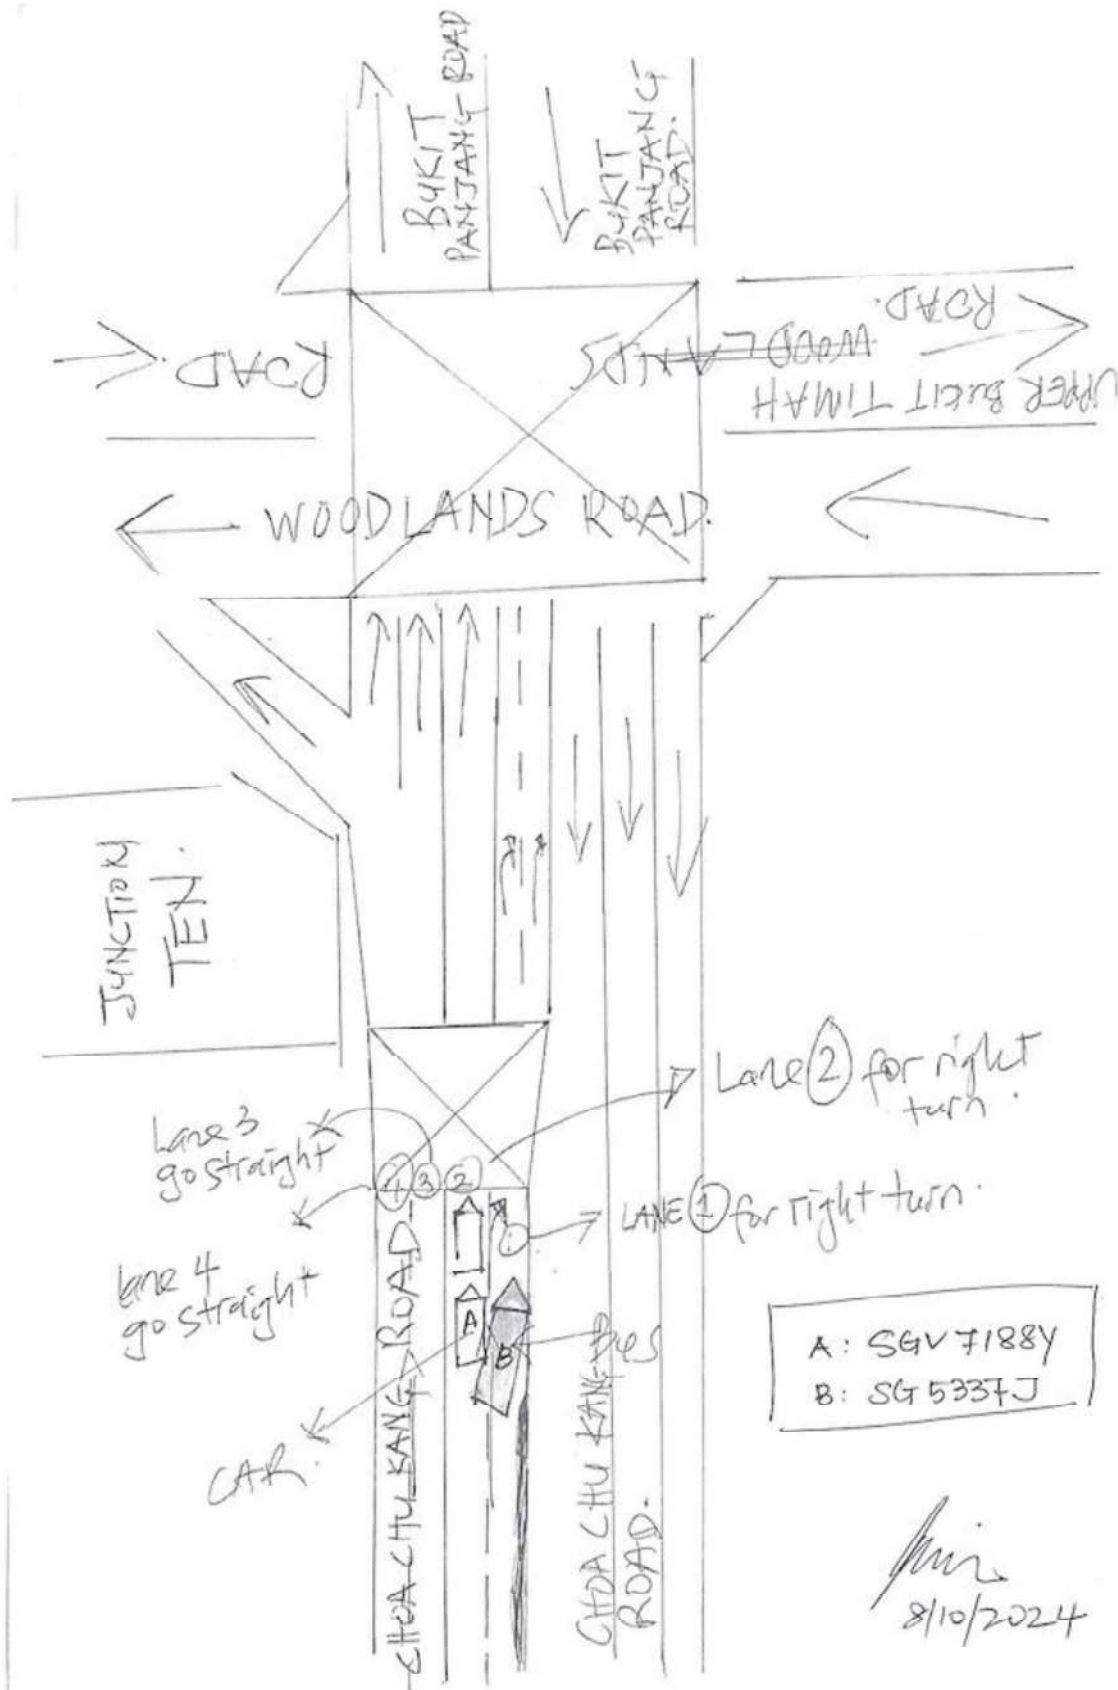 BUKIT
PANJANG ROAD
BUKIT
PANJANG
ROAD.
ROAD
WOODLANDS
ROAD.
UPPER BUKIT TIMAH
WOODLANDS ROAD.
JUNCTION
TEN.
Lane 2 for right
turn.
Lane 3
go straight
4 3 2
LANE 1 for right turn.
1
lane 4
go straight
A
B
BUS
CAR.
CHOA CHU KANG ROAD
CHOA CHU KANG
ROAD.
A: SGV 7188Y
B: SG 5337J
8/10/2024